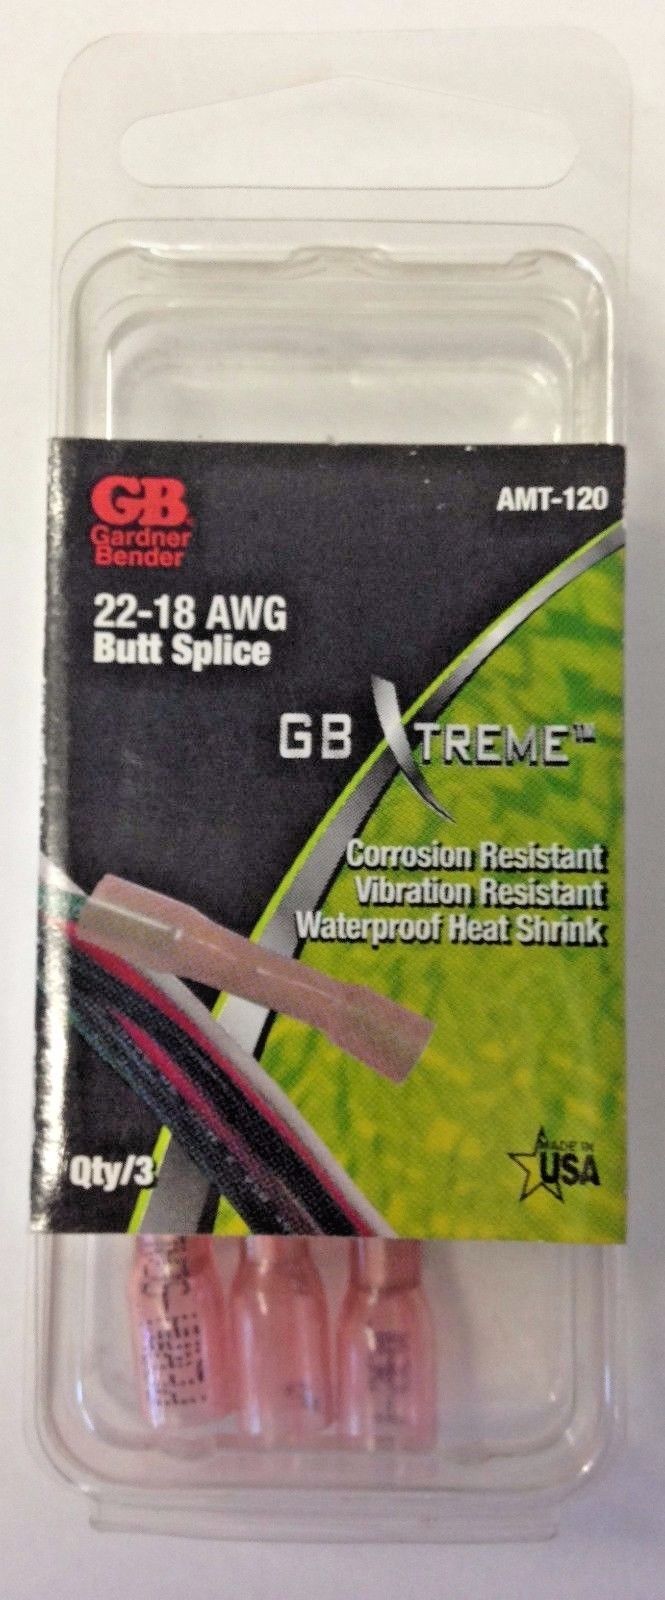 GB
Gardner
Bender
AMT-120
22-18 AWG
Butt Splice
GB XTREME™
Corrosion Resistant
Vibration Resistant
Waterproof Heat Shrink
Qty/3
MADE IN
USA